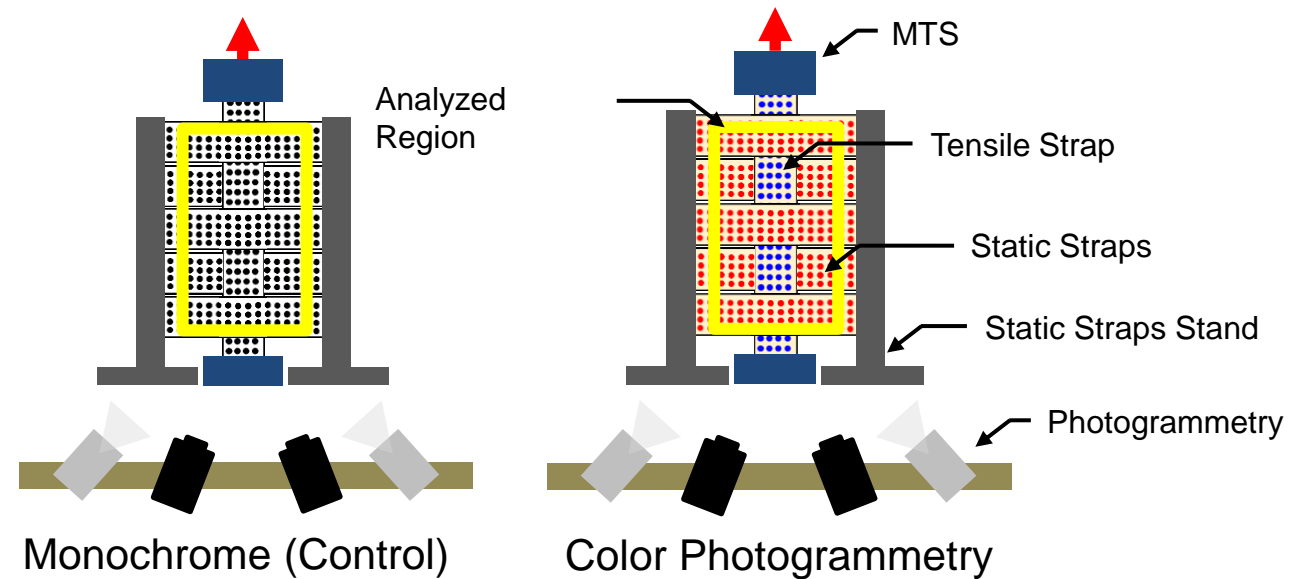 MTS
Analyzed
Region
Tensile Strap
Static Straps
Static Straps Stand
Photogrammetry
Monochrome (Control)
Color Photogrammetry